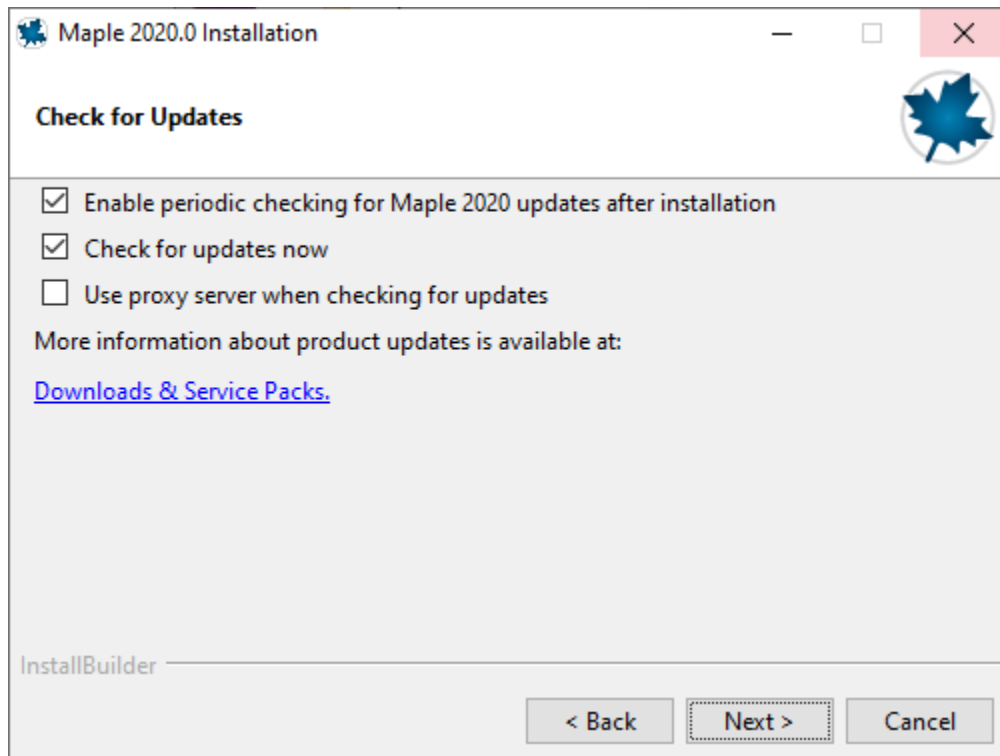 Maple 2020.0 Installation
Check for Updates
Enable periodic checking for Maple 2020 updates after installation
Check for updates now
Use proxy server when checking for updates
More information about product updates is available at:
Downloads & Service Packs.
InstallBuilder
< Back
Next >
Cancel